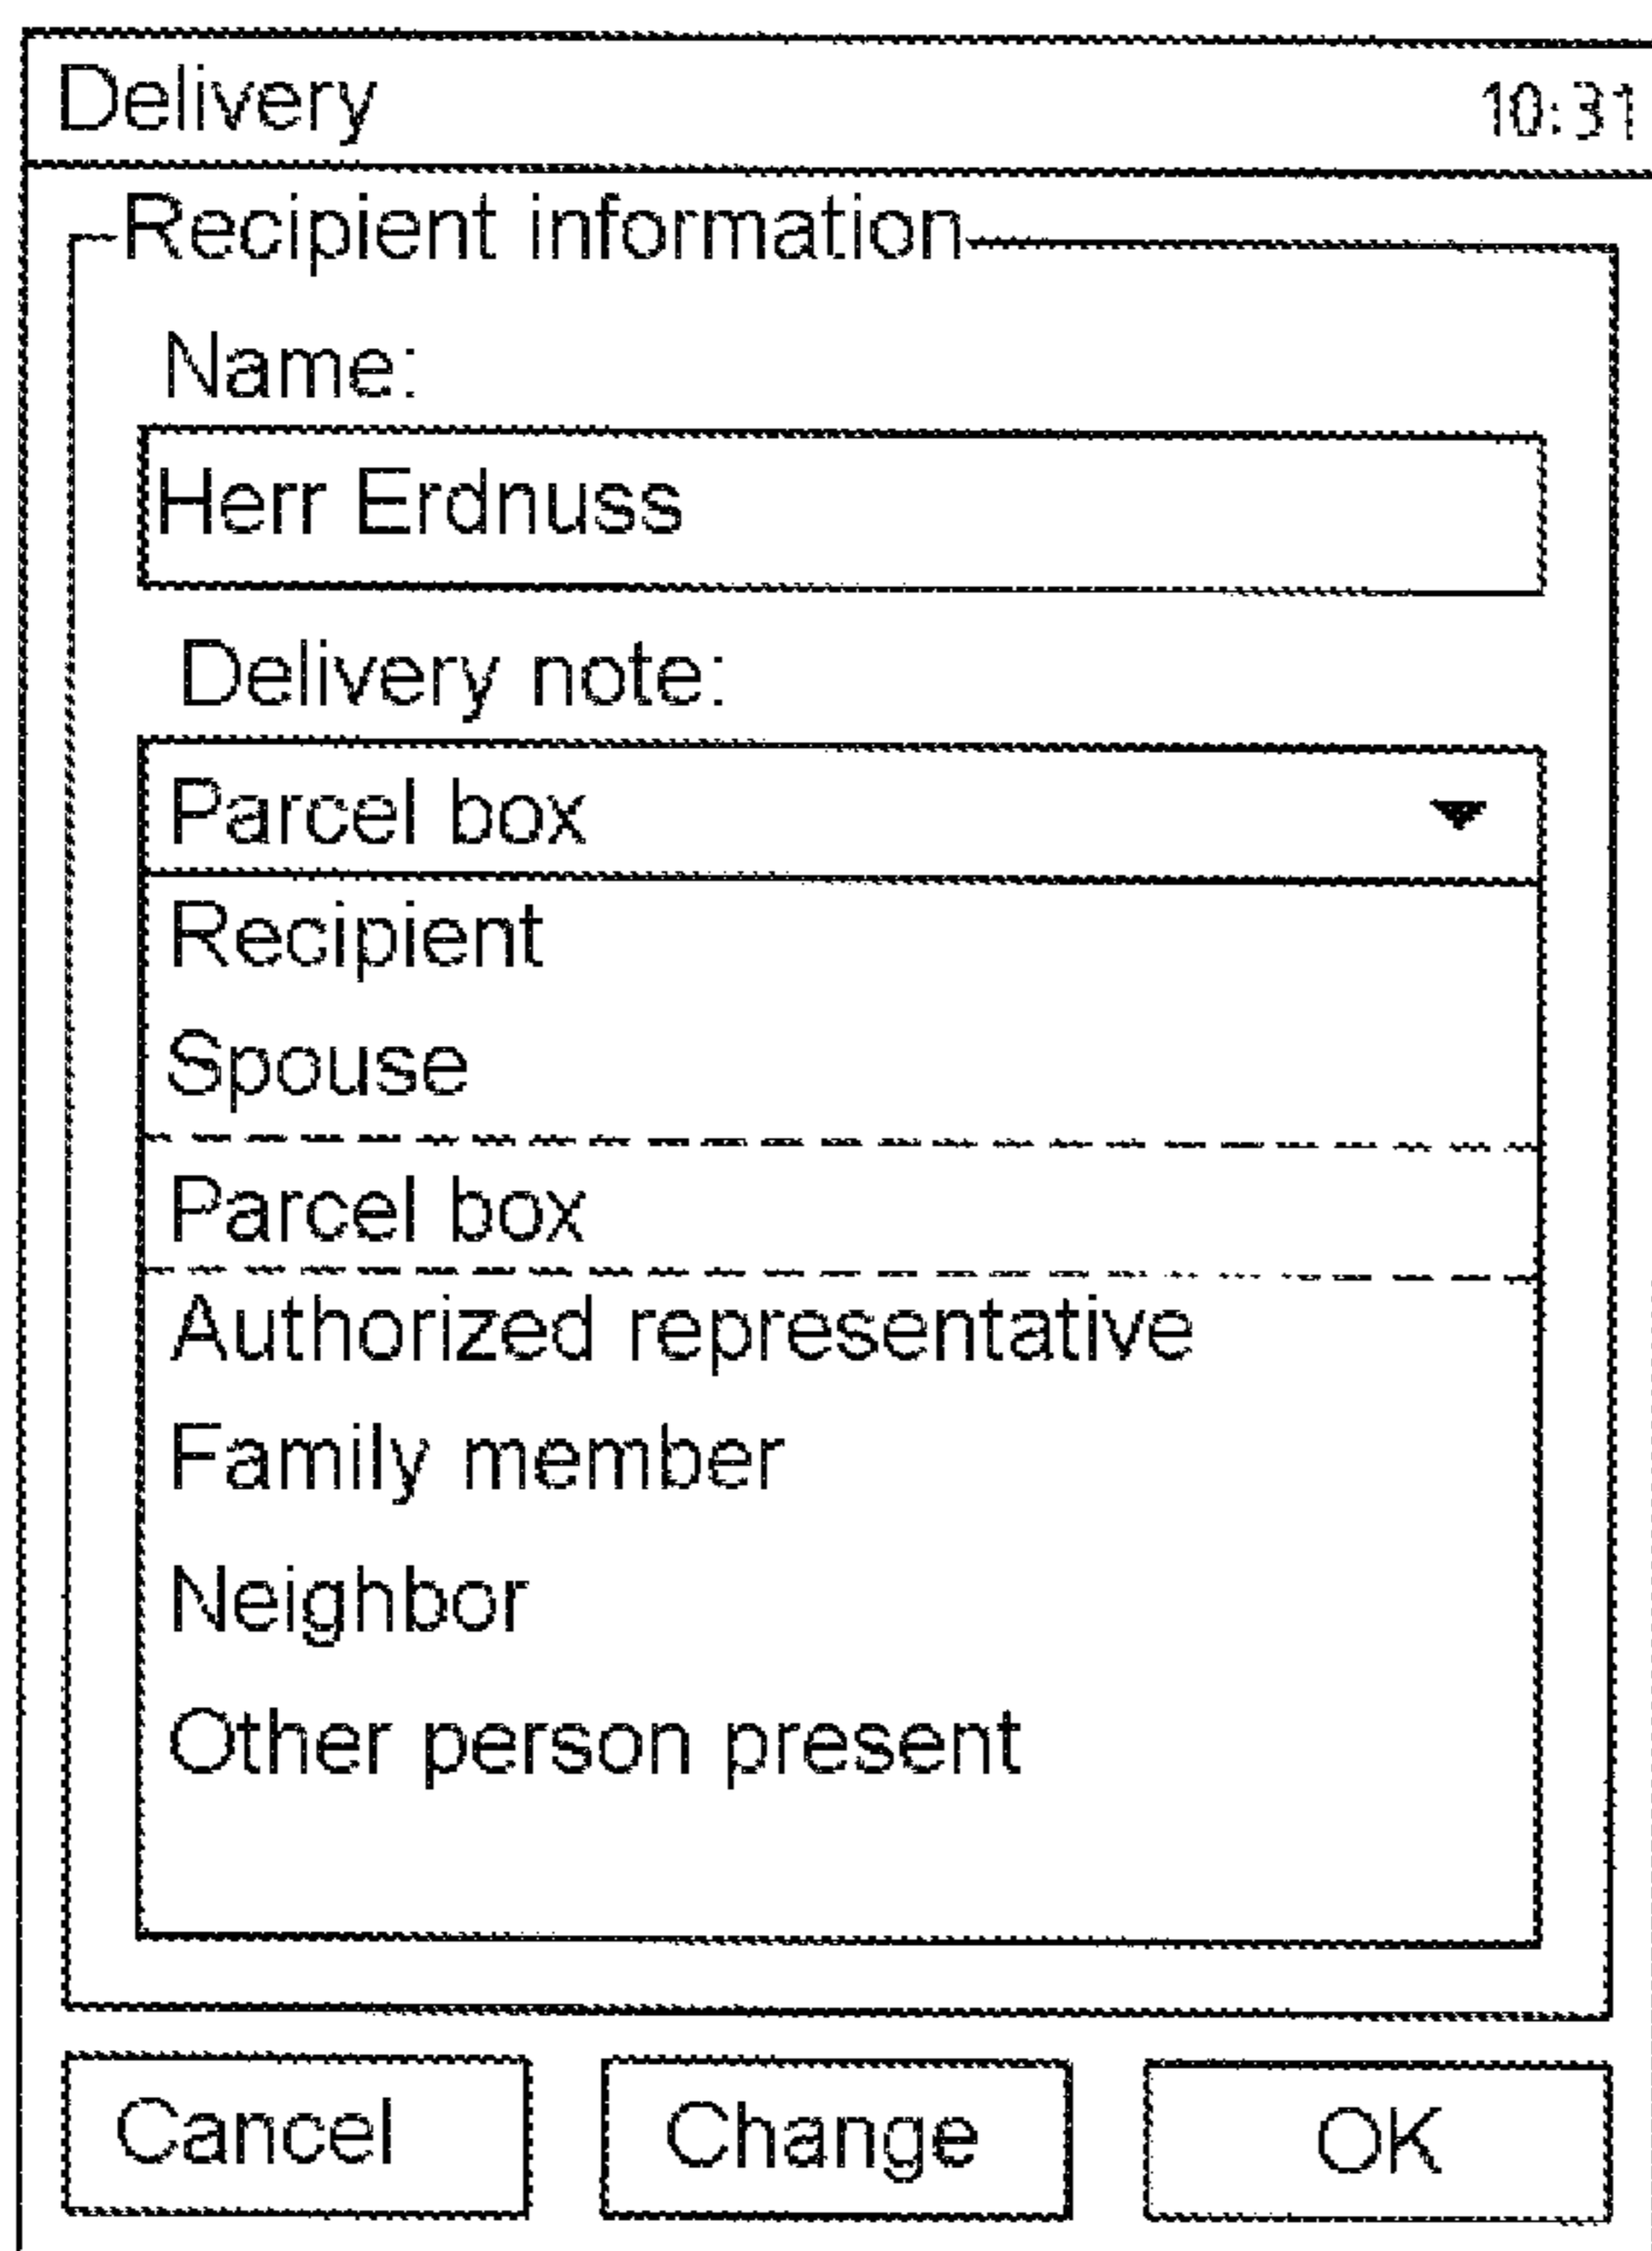 Delivery 10:31
Recipient information
Name:
Herr Erdnuss
Delivery note:
Parcel box
Recipient
Spouse
Parcel box
Authorized representative
Family member
Neighbor
Other person present
Cancel Change OK